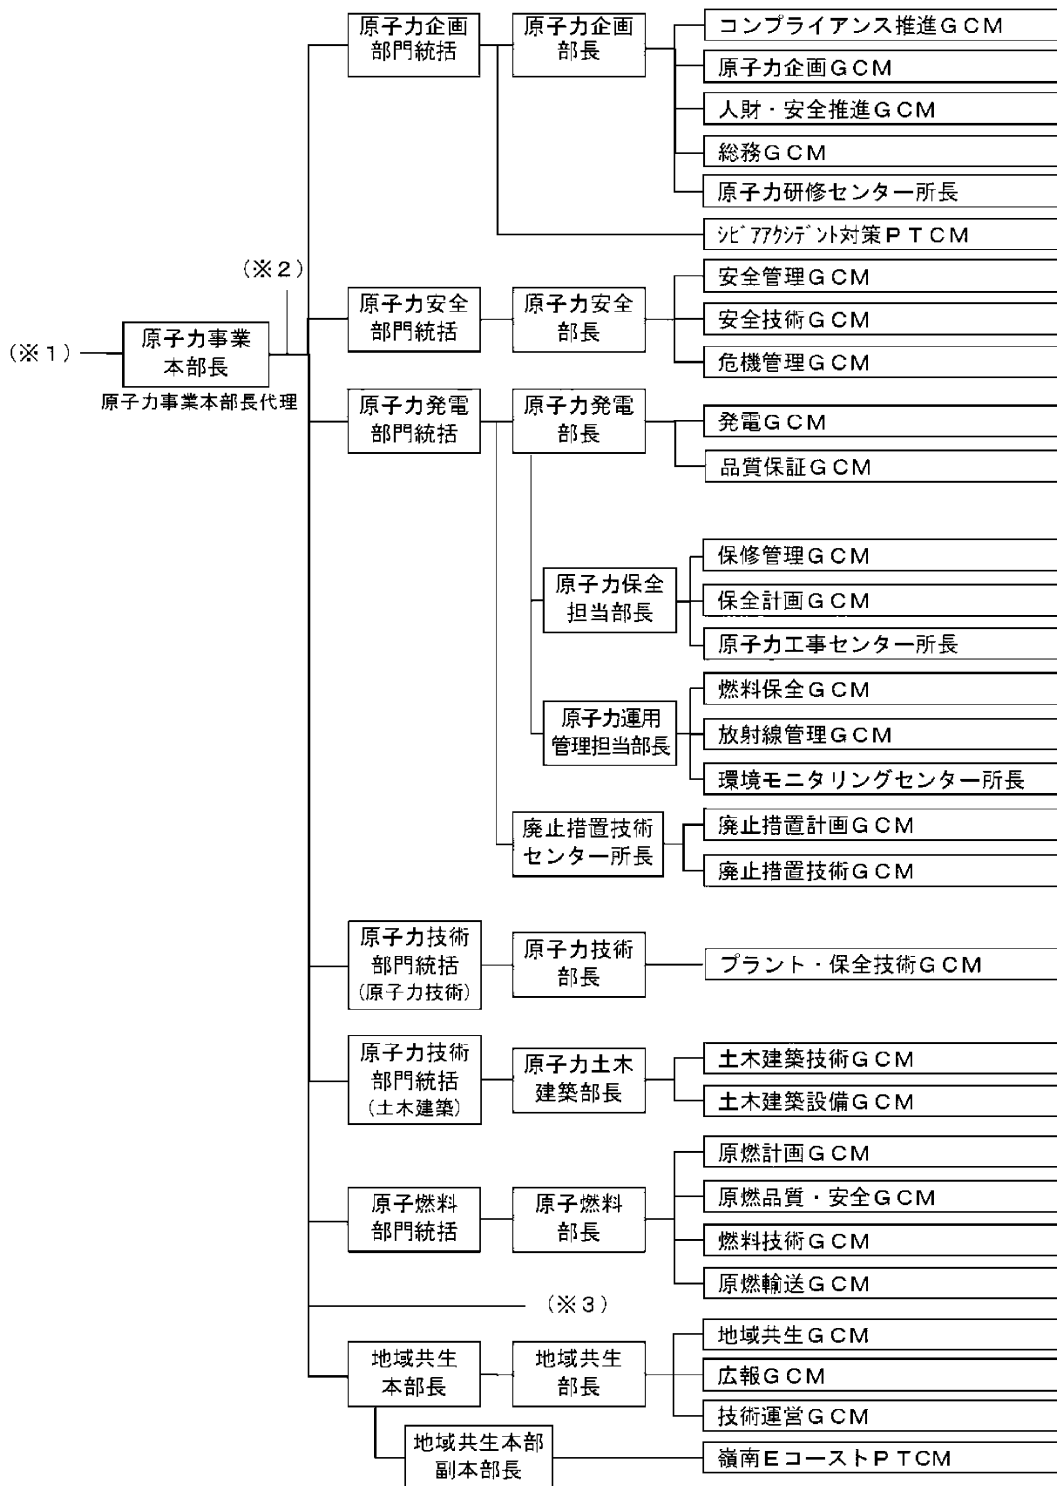 原子力企画
部門統括
原子力企画
部長
コンプライアンス推進ＧＣＭ
原子力企画ＧＣＭ
人財・安全推進ＧＣＭ
総務ＧＣＭ
原子力研修センター所長
ｼﾋﾞｱｱｸｼﾃﾞﾝﾄ対策ＰＴＣＭ
（※１）
原子力事業
本部長
原子力事業本部長代理
（※２）
原子力安全
部門統括
原子力安全
部長
安全管理ＧＣＭ
安全技術ＧＣＭ
危機管理ＧＣＭ
原子力発電
部門統括
原子力発電
部長
発電ＧＣＭ
品質保証ＧＣＭ
原子力保全
担当部長
保修管理ＧＣＭ
保全計画ＧＣＭ
原子力工事センター所長
原子力運用
管理担当部長
燃料保全ＧＣＭ
放射線管理ＧＣＭ
環境モニタリングセンター所長
廃止措置技術
センター所長
廃止措置計画ＧＣＭ
廃止措置技術ＧＣＭ
原子力技術
部門統括
(原子力技術)
原子力技術
部長
プラント・保全技術ＧＣＭ
原子力技術
部門統括
(土木建築)
原子力土木
建築部長
土木建築技術ＧＣＭ
土木建築設備ＧＣＭ
原子燃料
部門統括
原子燃料
部長
原燃計画ＧＣＭ
原燃品質・安全ＧＣＭ
燃料技術ＧＣＭ
原燃輸送ＧＣＭ
（※３）
地域共生
本部長
地域共生
部長
地域共生ＧＣＭ
広報ＧＣＭ
技術運営ＧＣＭ
地域共生本部
副本部長
嶺南ＥコーストＰＴＣＭ